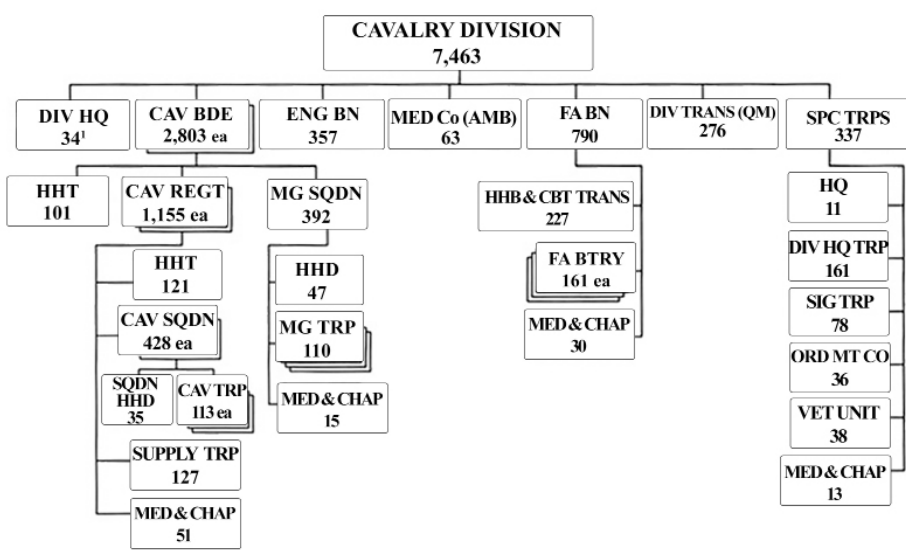 CAVALRY DIVISION
7,463
DIV HQ
34¹
CAV BDE
2,803 ea
ENG BN
357
MED Co (AMB)
63
FA BN
790
DIV TRANS (QM)
276
SPC TRPS
337
HHT
101
CAV REGT
1,155 ea
MG SQDN
392
HHT
121
CAV SQDN
428 ea
SQDN
HHD
35
CAV TRP
113 ea
SUPPLY TRP
127
MED & CHAP
51
HHD
47
MG TRP
110
MED & CHAP
15
HHB & CBT TRANS
227
FA BTRY
161 ea
MED & CHAP
30
HQ
11
DIV HQ TRP
161
SIG TRP
78
ORD MT CO
36
VET UNIT
38
MED & CHAP
13